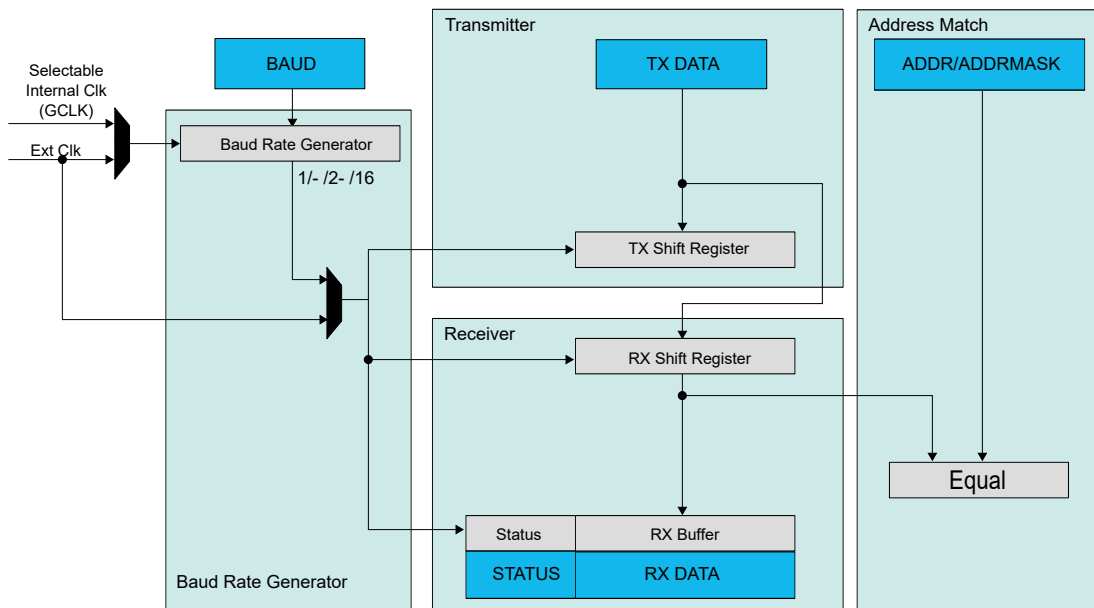 Transmitter
Address Match
BAUD
TX DATA
ADDR/ADDRMASK
Selectable
Internal Clk
(GCLK)
Ext Clk
Baud Rate Generator
1/- /2- /16
TX Shift Register
Receiver
RX Shift Register
Equal
Status
RX Buffer
STATUS
RX DATA
Baud Rate Generator